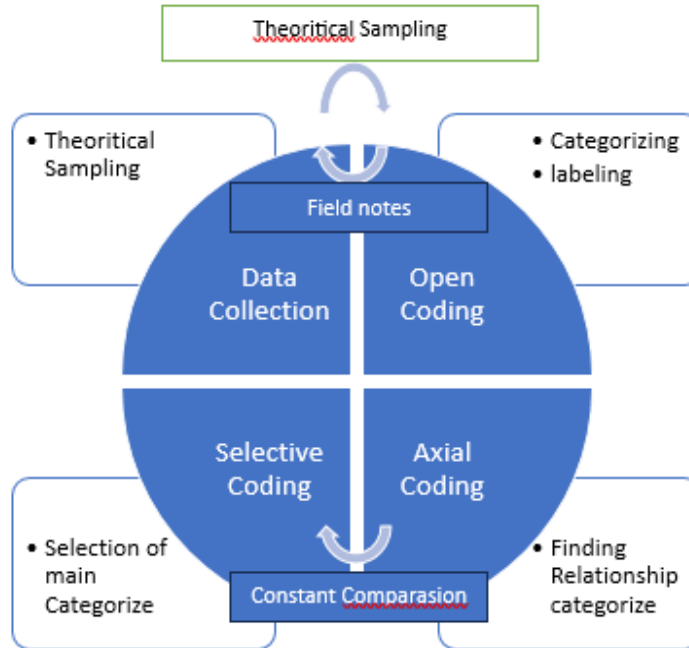 Theoritical Sampling
• Theoritical
Sampling
• Categorizing
• labeling
Field notes
Data
Collection
Open
Coding
Selective
Coding
Axial
Coding
• Selection of
main
Categorize
• Finding
Relationship
categorize
Constant Comparasion